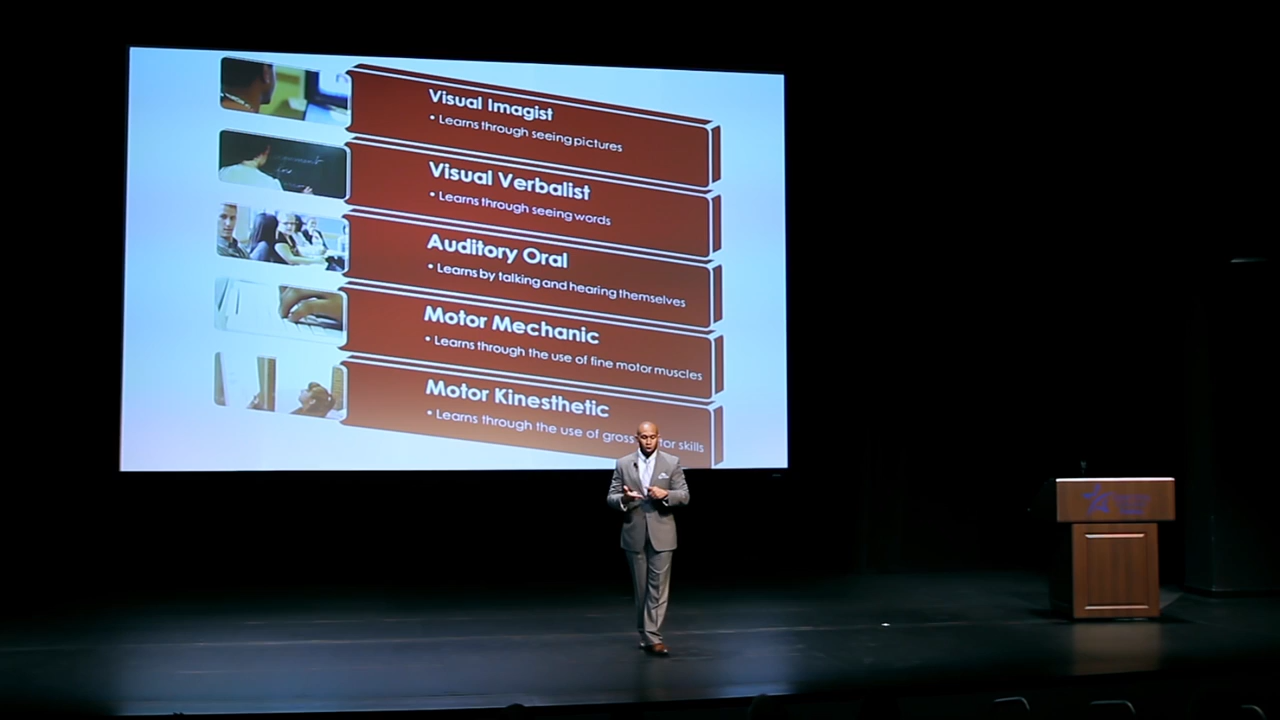 Visual Imagist
• Learns through seeing pictures
Visual Verbalist
• Learns through seeing words
Auditory Oral
• Learns by talking and hearing themselves
Motor Mechanic
• Learns through the use of fine motor muscles
Motor Kinesthetic
• Learns through the use of gross tor skills